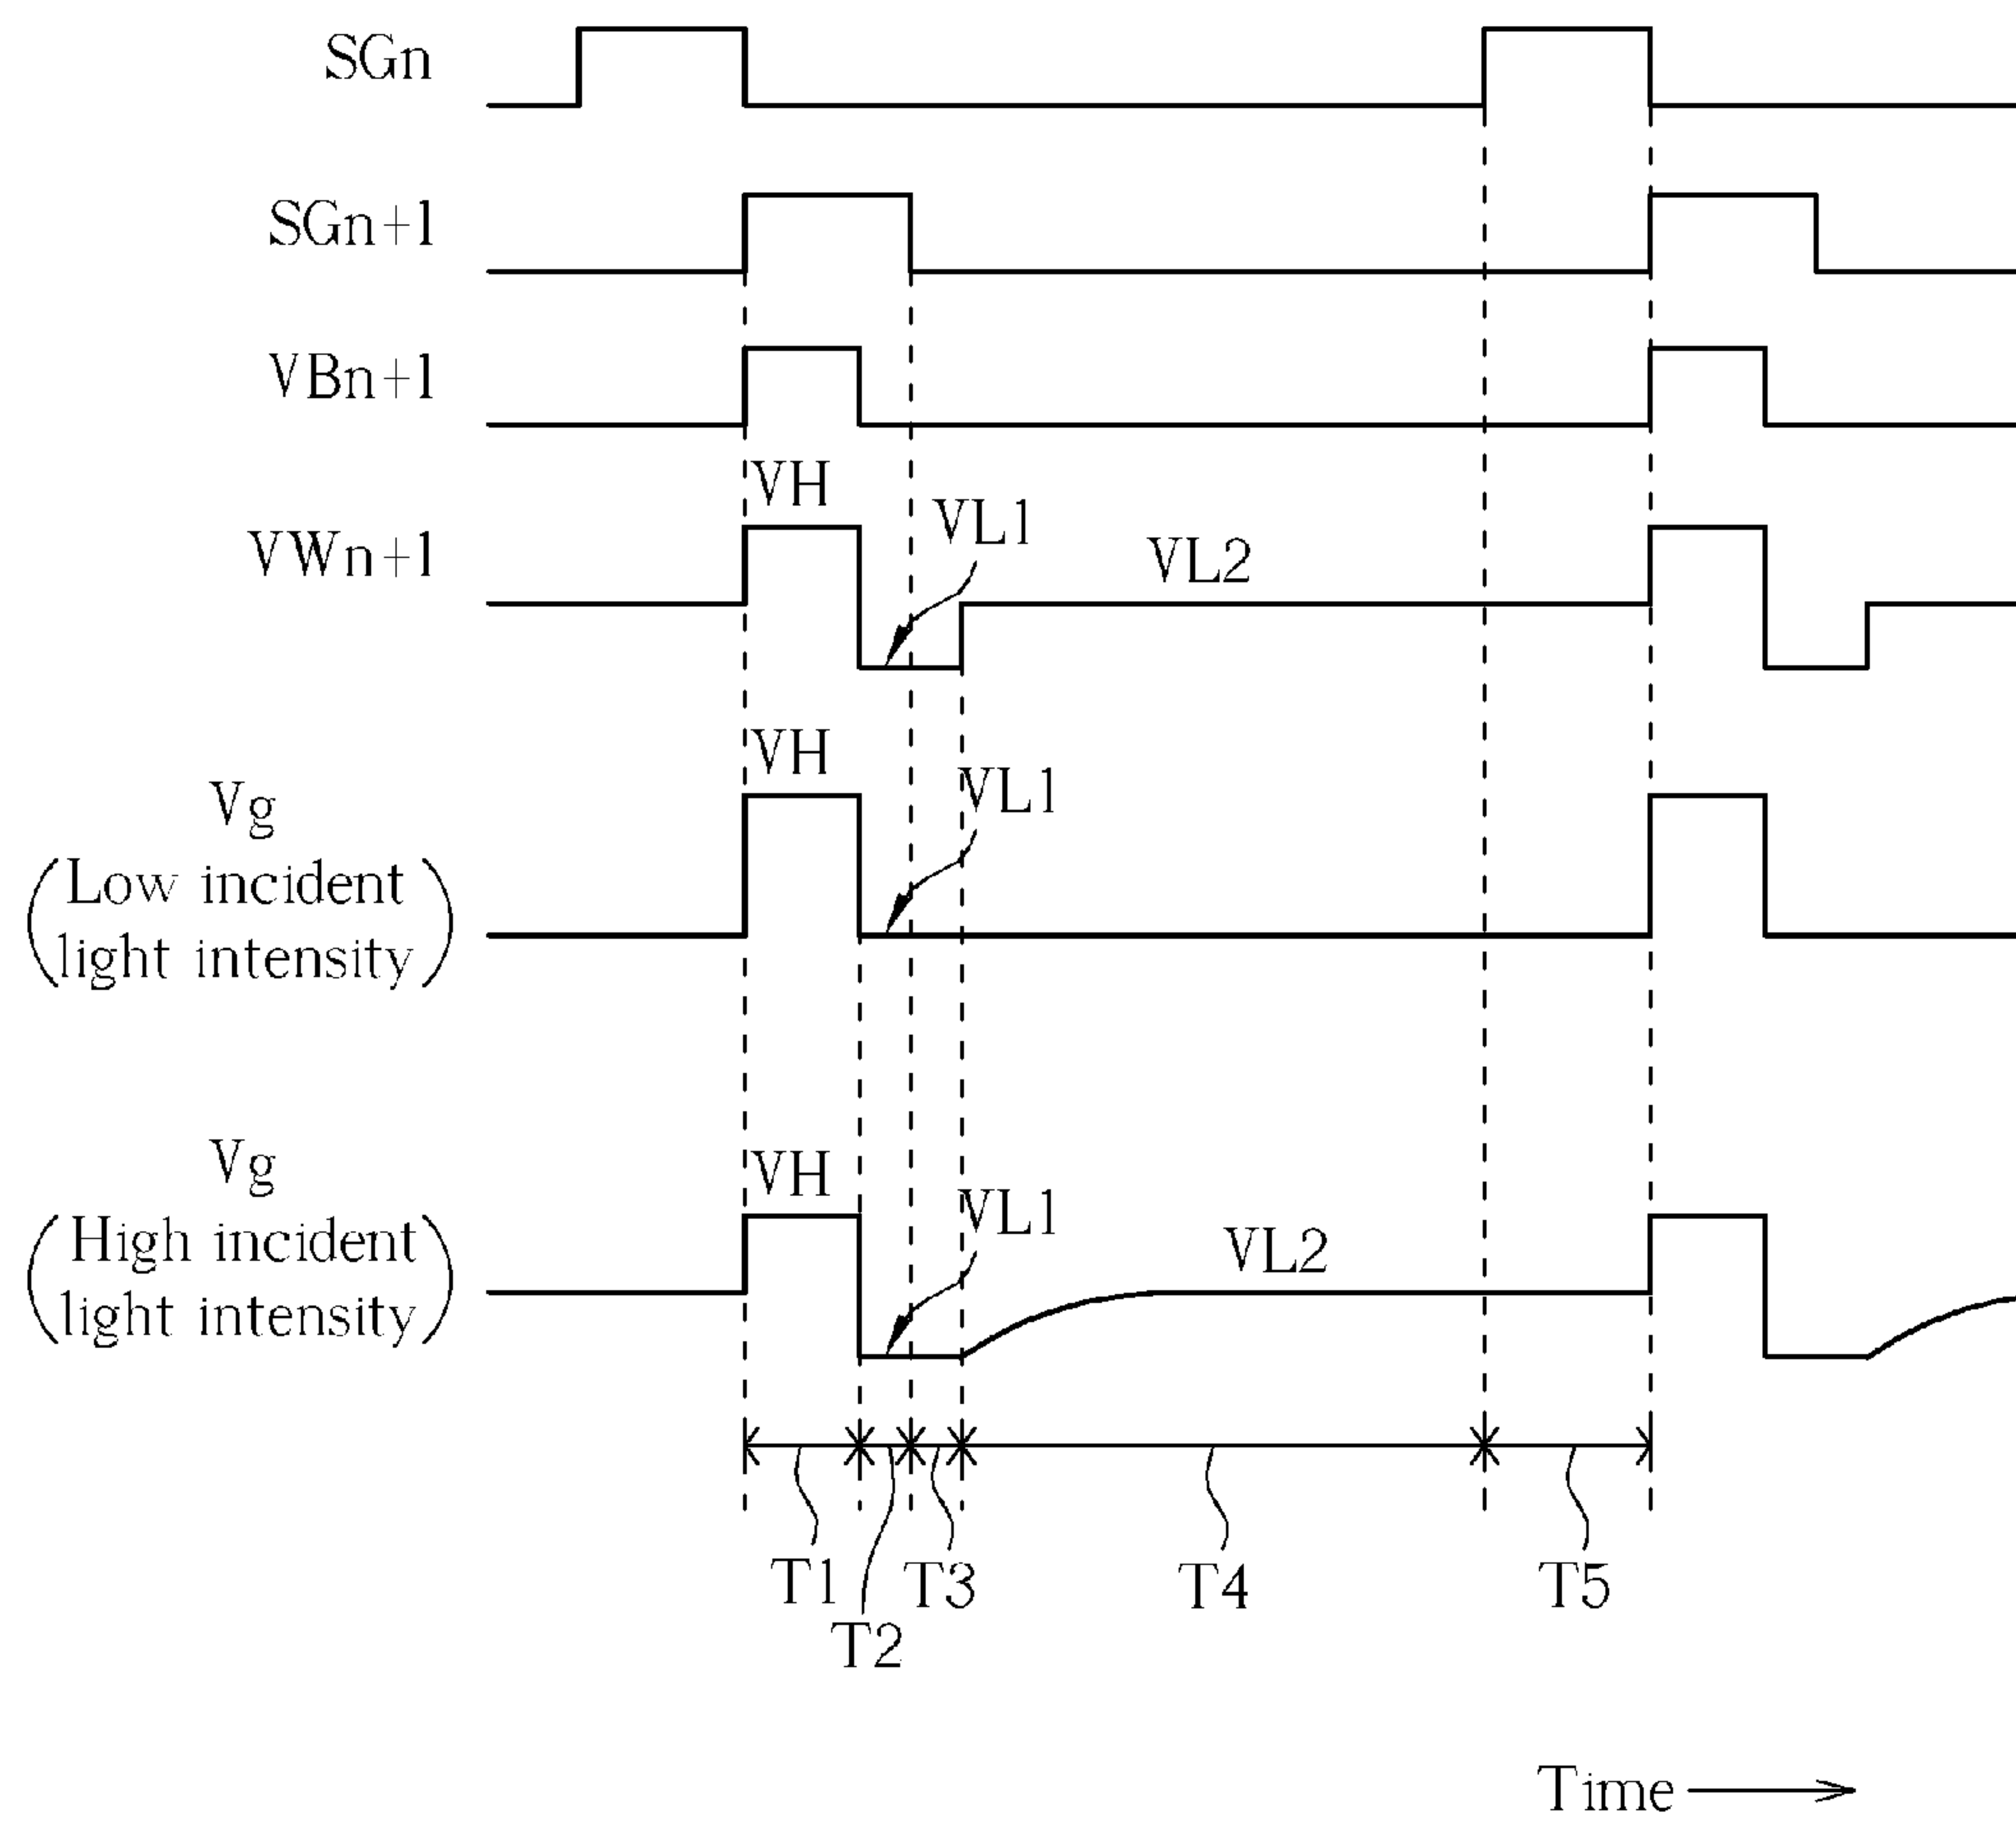 SGn
SGn+1
VBn+1
VH
VL1
VWn+1
VL2
VH
VL1
Vg
(Low incident
light intensity)
VH
VL1
Vg
(High incident
light intensity)
VL2
T1
T3
T4
T5
T2
Time